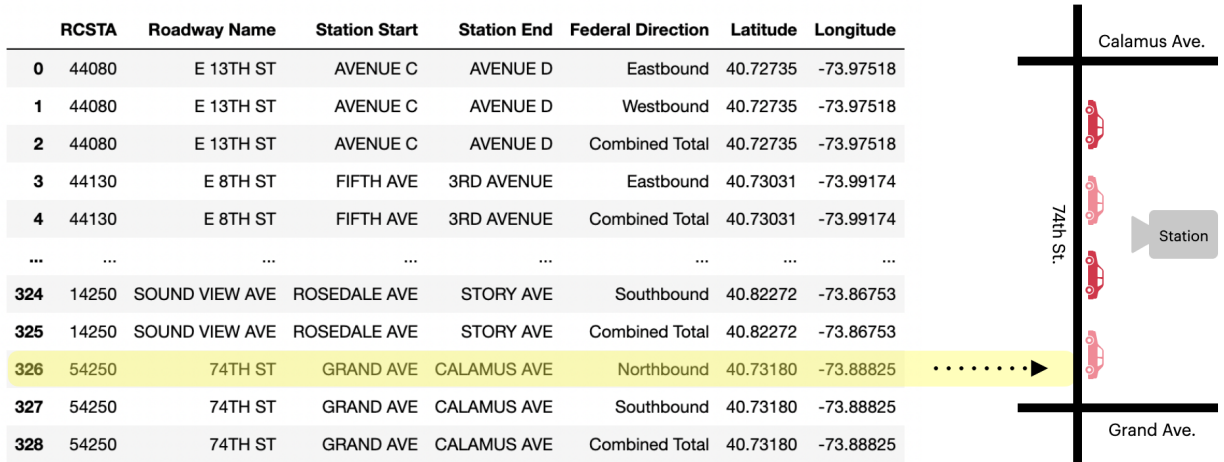 RCSTA Roadway Name Station Start Station End Federal Direction Latitude Longitude
0 44080 E 13TH ST AVENUE C AVENUE D Eastbound 40.72735 -73.97518
1 44080 E 13TH ST AVENUE C AVENUE D Westbound 40.72735 -73.97518
2 44080 E 13TH ST AVENUE C AVENUE D Combined Total 40.72735 -73.97518
3 44130 E 8TH ST FIFTH AVE 3RD AVENUE Eastbound 40.73031 -73.99174
4 44130 E 8TH ST FIFTH AVE 3RD AVENUE Combined Total 40.73031 -73.99174
... ... ... ... ... ... ... ...
324 14250 SOUND VIEW AVE ROSEDALE AVE STORY AVE Southbound 40.82272 -73.86753
325 14250 SOUND VIEW AVE ROSEDALE AVE STORY AVE Combined Total 40.82272 -73.86753
326 54250 74TH ST GRAND AVE CALAMUS AVE Northbound 40.73180 -73.88825
327 54250 74TH ST GRAND AVE CALAMUS AVE Southbound 40.73180 -73.88825
328 54250 74TH ST GRAND AVE CALAMUS AVE Combined Total 40.73180 -73.88825
Calamus Ave.
74th St.
Station
Grand Ave.